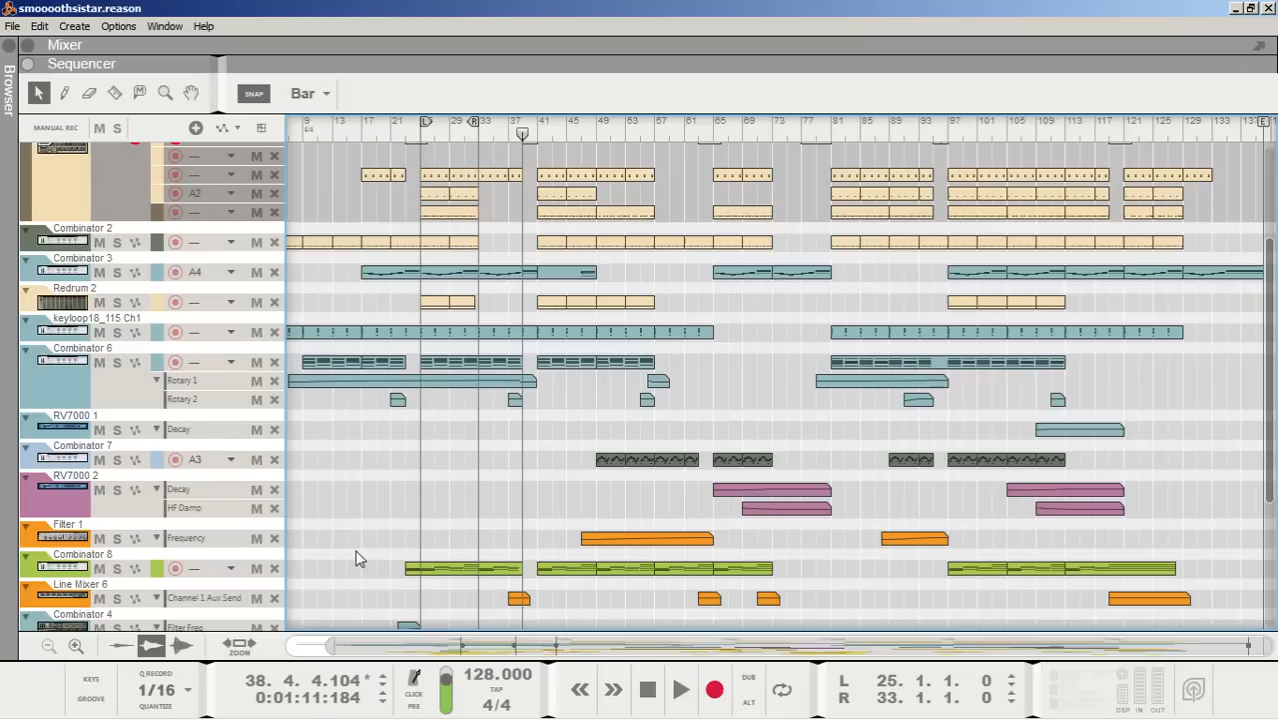 smoooothsistar.reason
File Edit Create Options Window Help
Mixer
Sequencer
Browser
SNAP Bar
MANUAL REC M S
9 13 17 21 L 29 R 33 37 41 45 49 53 57 61 65 69 73 77 81 85 89 93 97 101 105 109 113 117 121 125 129 133 137 E
4/4
— M
— M
A2 M
— M
Combinator 2
M S — M
Combinator 3
M S A4 M
Redrum 2
M S — M
keyloop18_115 Ch1
M S — M
Combinator 6
M S — M
Rotary 1 M
Rotary 2 M
RV7000 1
M S Decay M
Combinator 7
M S A3 M
RV7000 2
M S Decay M
HF Damp M
Filter 1
M S Frequency M
Combinator 8
M S — M
Line Mixer 6
M S Channel 1 Aux Send M
Combinator 4
M S Filter Freq M
ZOOM
KEYS
GROOVE
Q RECORD
1/16
QUANTIZE
38. 4. 4.104 *
0:01:11:184
CLICK
PRE
128.000
TAP
4/4
DUB
ALT
L 25. 1. 1. 0
R 33. 1. 1. 0
DSP IN OUT